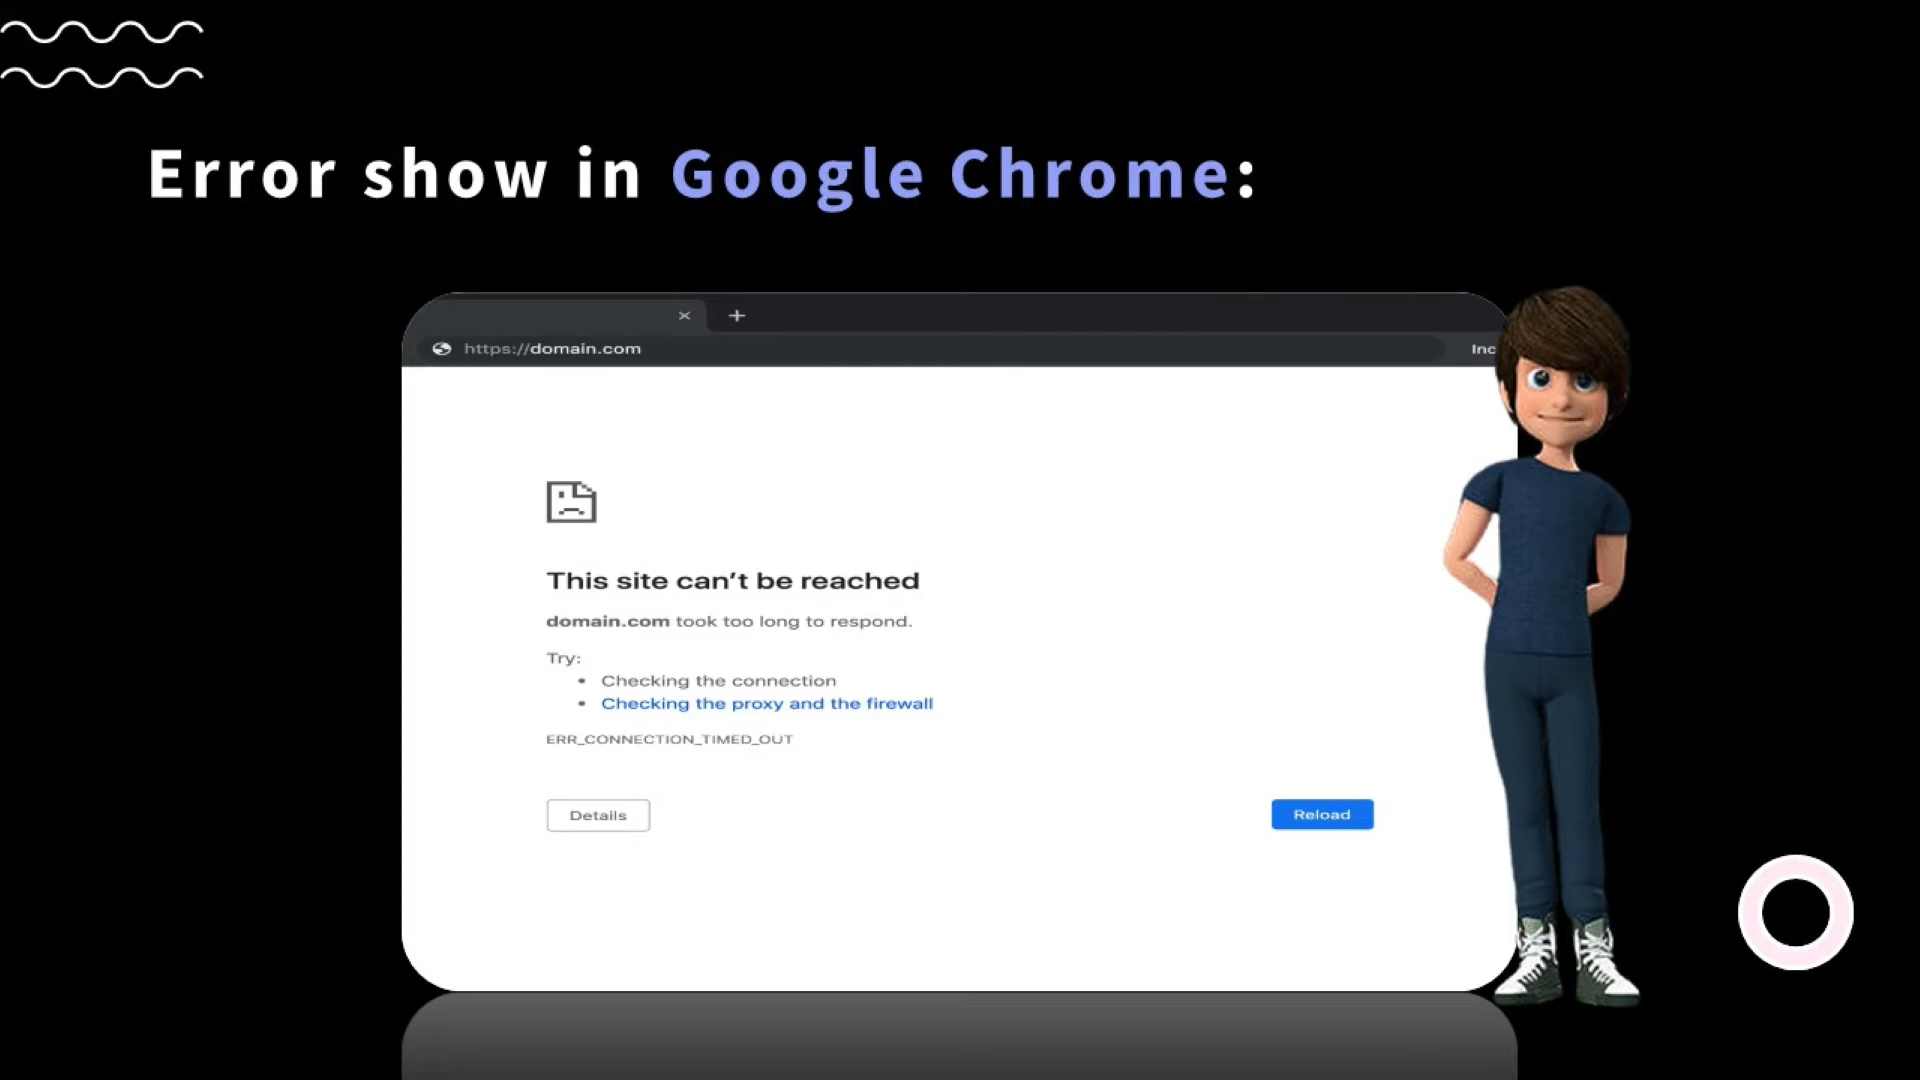 Error show in Google Chrome:
https://domain.com
This site can't be reached
domain.com took too long to respond.
Try:
• Checking the connection
• Checking the proxy and the firewall
ERR_CONNECTION_TIMED_OUT
Details
Reload